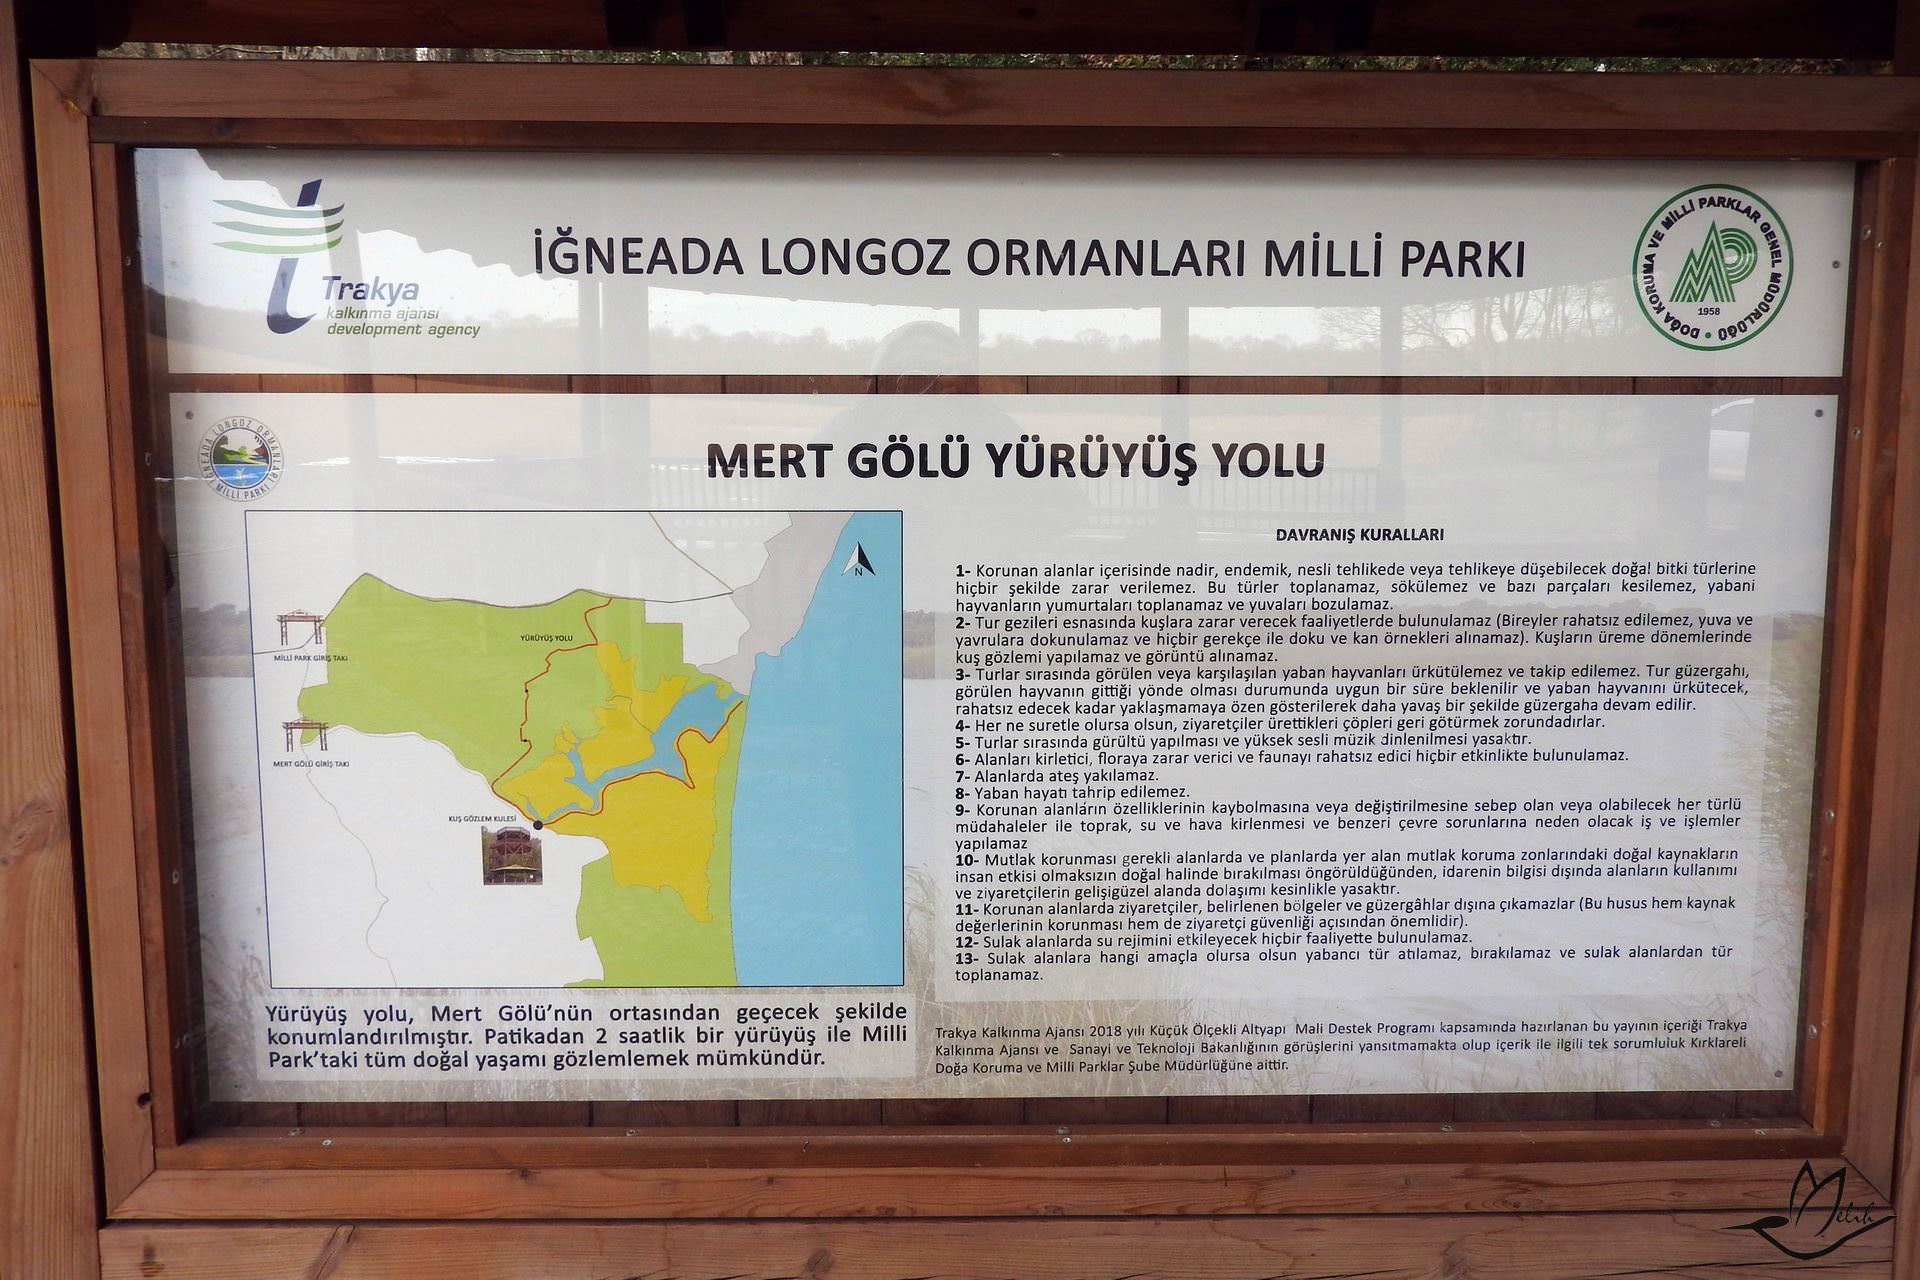 Trakya
kalkınma ajansı
development agency
İĞNEADA LONGOZ ORMANLARI MİLLİ PARKI
DOĞA KORUMA VE MİLLİ PARKLAR GENEL MÜDÜRLÜĞÜ
MP
1958
İĞNEADA LONGOZ ORMANLARI
MİLLİ PARKI
MERT GÖLÜ YÜRÜYÜŞ YOLU
N
YÜRÜYÜŞ YOLU
MİLLİ PARK GİRİŞ TAKI
MERT GÖLÜ GİRİŞ TAKI
KUŞ GÖZLEM KULESİ
Yürüyüş yolu, Mert Gölü'nün ortasından geçecek şekilde
konumlandırılmıştır. Patikadan 2 saatlik bir yürüyüş ile Milli
Park'taki tüm doğal yaşamı gözlemlemek mümkündür.
DAVRANIŞ KURALLARI
1- Korunan alanlar içerisinde nadir, endemik, nesli tehlikede veya tehlikeye düşebilecek doğal bitki türlerine
hiçbir şekilde zarar verilemez. Bu türler toplanamaz, sökülemez ve bazı parçaları kesilemez, yabani
hayvanların yumurtaları toplanamaz ve yuvaları bozulamaz.
2- Tur gezileri esnasında kuşlara zarar verecek faaliyetlerde bulunulamaz (Bireyler rahatsız edilemez, yuva ve
yavrulara dokunulamaz ve hiçbir gerekçe ile doku ve kan örnekleri alınamaz). Kuşların üreme dönemlerinde
kuş gözlemi yapılamaz ve görüntü alınamaz.
3- Turlar sırasında görülen veya karşılaşılan yaban hayvanları ürkütülemez ve takip edilemez. Tur güzergahı,
görülen hayvanın gittiği yönde olması durumunda uygun bir süre beklenilir ve yaban hayvanını ürkütecek,
rahatsız edecek kadar yaklaşmamaya özen gösterilerek daha yavaş bir şekilde güzergaha devam edilir.
4- Her ne suretle olursa olsun, ziyaretçiler ürettikleri çöpleri geri götürmek zorundadırlar.
5- Turlar sırasında gürültü yapılması ve yüksek sesli müzik dinlenilmesi yasaktır.
6- Alanları kirletici, floraya zarar verici ve faunayı rahatsız edici hiçbir etkinlikte bulunulamaz.
7- Alanlarda ateş yakılamaz.
8- Yaban hayatı tahrip edilemez.
9- Korunan alanların özelliklerinin kaybolmasına veya değiştirilmesine sebep olan veya olabilecek her türlü
müdahaleler ile toprak, su ve hava kirlenmesi ve benzeri çevre sorunlarına neden olacak iş ve işlemler
yapılamaz
10- Mutlak korunması gerekli alanlarda ve planlarda yer alan mutlak koruma zonlarındaki doğal kaynakların
insan etkisi olmaksızın doğal halinde bırakılması öngörüldüğünden, idarenin bilgisi dışında alanların kullanımı
ve ziyaretçilerin gelişigüzel alanda dolaşımı kesinlikle yasaktır.
11- Korunan alanlarda ziyaretçiler, belirlenen bölgeler ve güzergâhlar dışına çıkamazlar (Bu husus hem kaynak
değerlerinin korunması hem de ziyaretçi güvenliği açısından önemlidir).
12- Sulak alanlarda su rejimini etkileyecek hiçbir faaliyette bulunulamaz.
13- Sulak alanlara hangi amaçla olursa olsun yabancı tür atılamaz, bırakılamaz ve sulak alanlardan tür
toplanamaz.
Trakya Kalkınma Ajansı 2018 yılı Küçük Ölçekli Altyapı Mali Destek Programı kapsamında hazırlanan bu yayının içeriği Trakya
Kalkınma Ajansı ve Sanayi ve Teknoloji Bakanlığının görüşlerini yansıtmamakta olup içerik ile ilgili tek sorumluluk Kırklareli
Doğa Koruma ve Milli Parklar Şube Müdürlüğüne aittir.
Melih